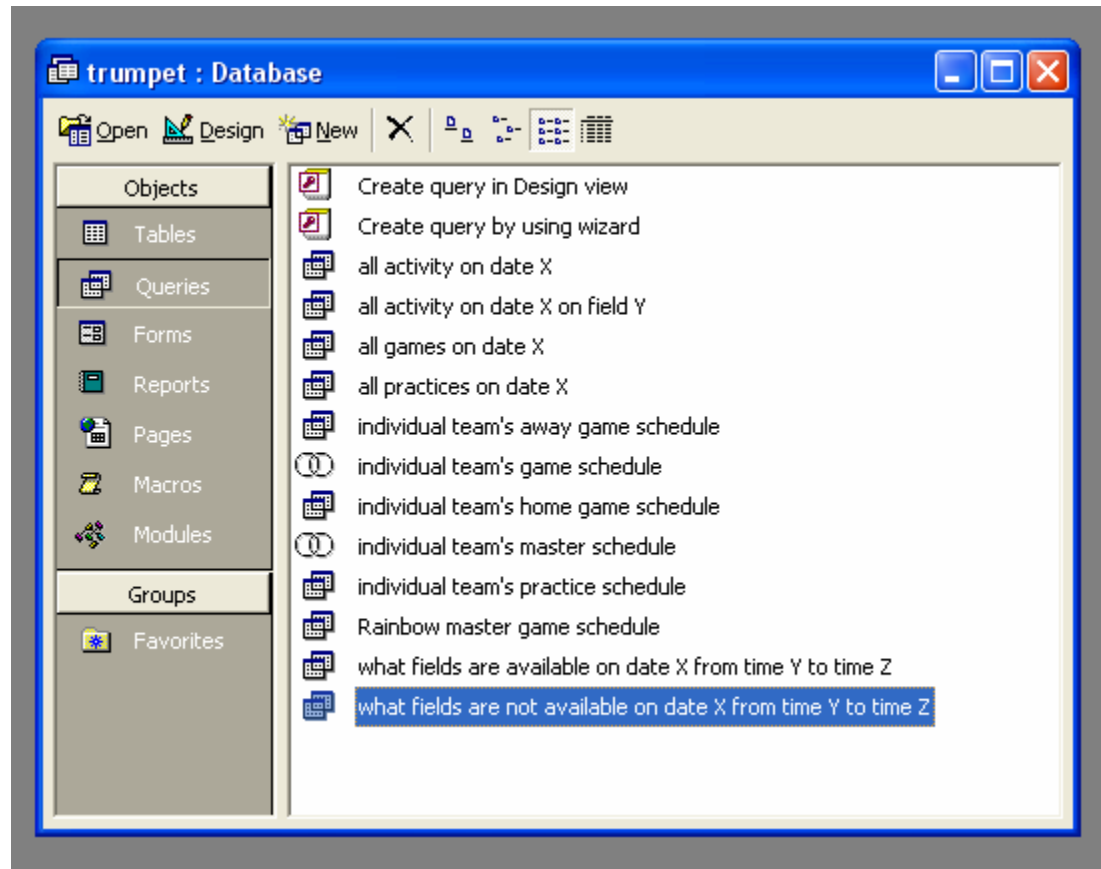 trumpet : Database
Open Design New
Objects
Tables
Queries
Forms
Reports
Pages
Macros
Modules
Groups
Favorites
Create query in Design view
Create query by using wizard
all activity on date X
all activity on date X on field Y
all games on date X
all practices on date X
individual team's away game schedule
individual team's game schedule
individual team's home game schedule
individual team's master schedule
individual team's practice schedule
Rainbow master game schedule
what fields are available on date X from time Y to time Z
what fields are not available on date X from time Y to time Z